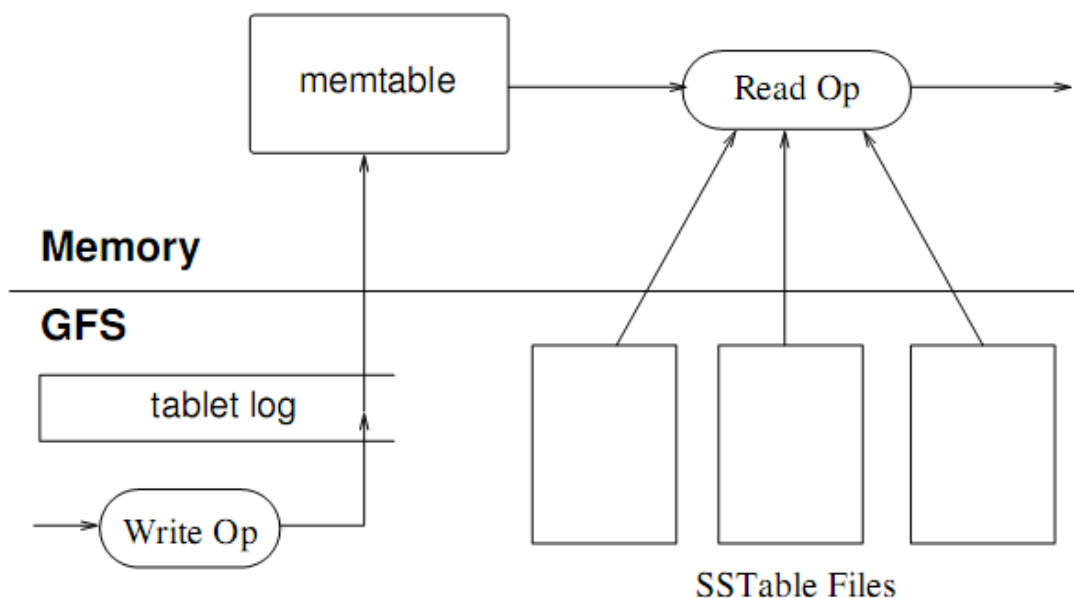 memtable
Read Op
Memory
GFS
tablet log
Write Op
SSTable Files